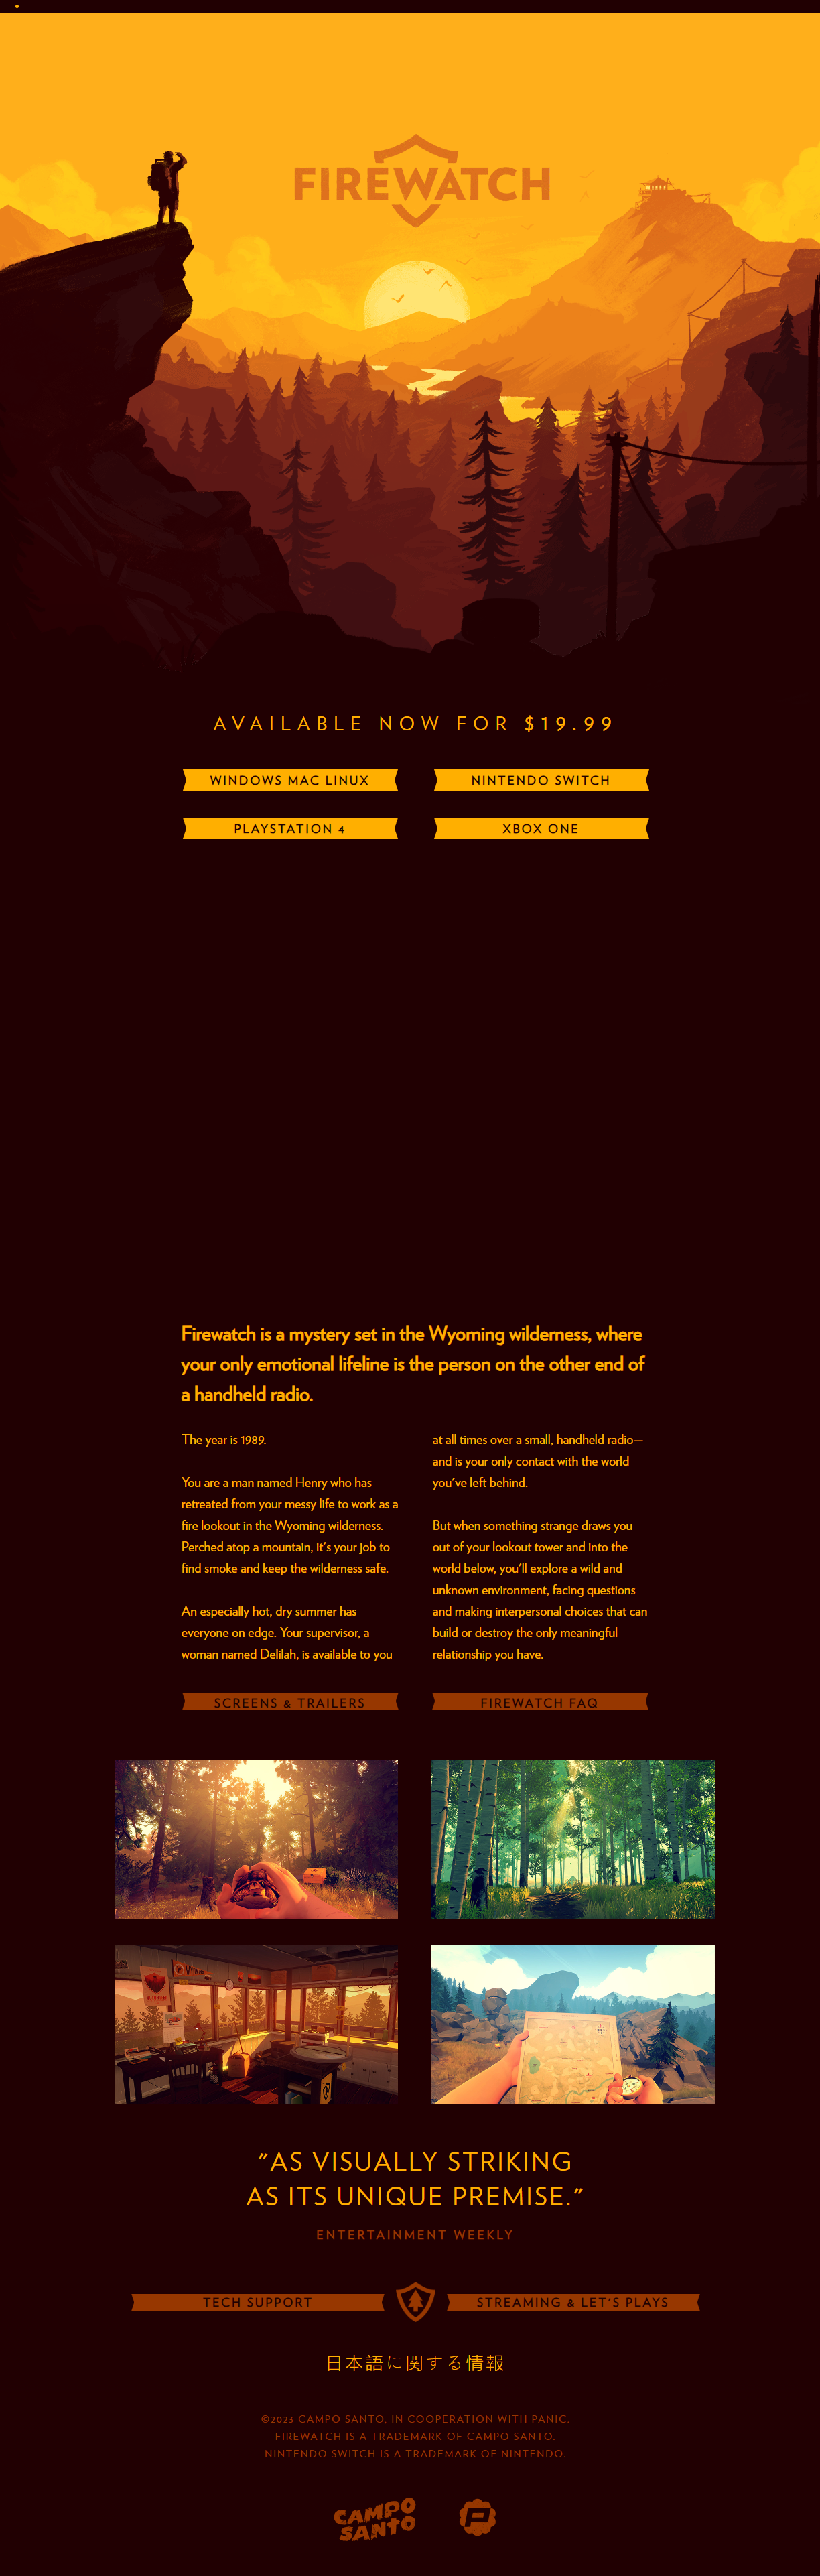 FIREWATCH
AVAILABLE NOW FOR $19.99
WINDOWS MAC LINUX
NINTENDO SWITCH
PLAYSTATION 4
XBOX ONE
Firewatch is a mystery set in the Wyoming wilderness, where
your only emotional lifeline is the person on the other end of
a handheld radio.
The year is 1989.
You are a man named Henry who has
retreated from your messy life to work as a
fire lookout in the Wyoming wilderness.
Perched atop a mountain, it's your job to
find smoke and keep the wilderness safe.
An especially hot, dry summer has
everyone on edge. Your supervisor, a
woman named Delilah, is available to you
at all times over a small, handheld radio—
and is your only contact with the world
you've left behind.
But when something strange draws you
out of your lookout tower and into the
world below, you'll explore a wild and
unknown environment, facing questions
and making interpersonal choices that can
build or destroy the only meaningful
relationship you have.
SCREENS & TRAILERS
FIREWATCH FAQ
"AS VISUALLY STRIKING
AS ITS UNIQUE PREMISE."
ENTERTAINMENT WEEKLY
TECH SUPPORT
STREAMING & LET'S PLAYS
日本語に関する情報
©2023 CAMPO SANTO, IN COOPERATION WITH PANIC.
FIREWATCH IS A TRADEMARK OF CAMPO SANTO.
NINTENDO SWITCH IS A TRADEMARK OF NINTENDO.
CAMPO
SANTO